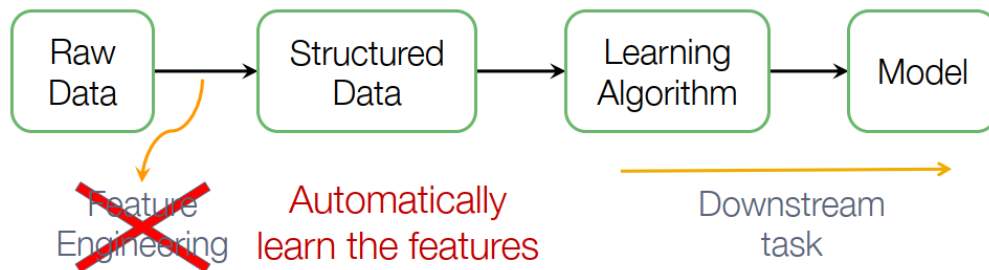 Raw
Data
Structured
Data
Learning
Algorithm
Model
Feature
Engineering
Automatically
learn the features
Downstream
task